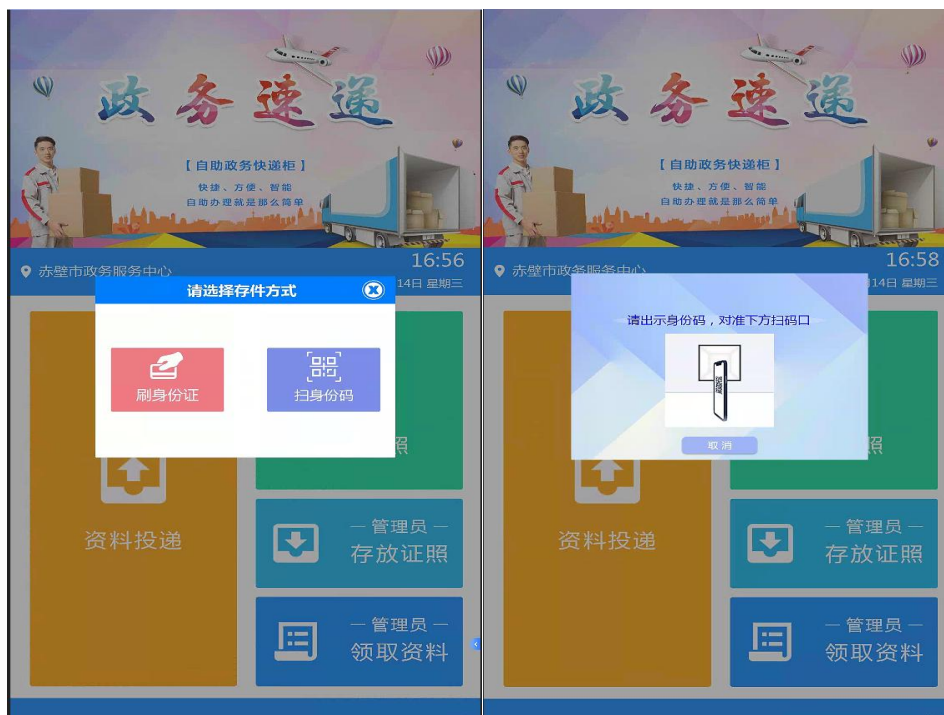 政务速递
【自助政务快递柜】
快捷、方便、智能
自助办理就是那么简单
赤壁市政务服务中心
16:56
14日 星期三
请选择存件方式
刷身份证
扫身份码
照
资料投递
— 管理员 —
存放证照
— 管理员 —
领取资料
政务速递
【自助政务快递柜】
快捷、方便、智能
自助办理就是那么简单
赤壁市政务服务中心
16:58
14日 星期三
请出示身份码，对准下方扫码口
取消
照
资料投递
— 管理员 —
存放证照
— 管理员 —
领取资料